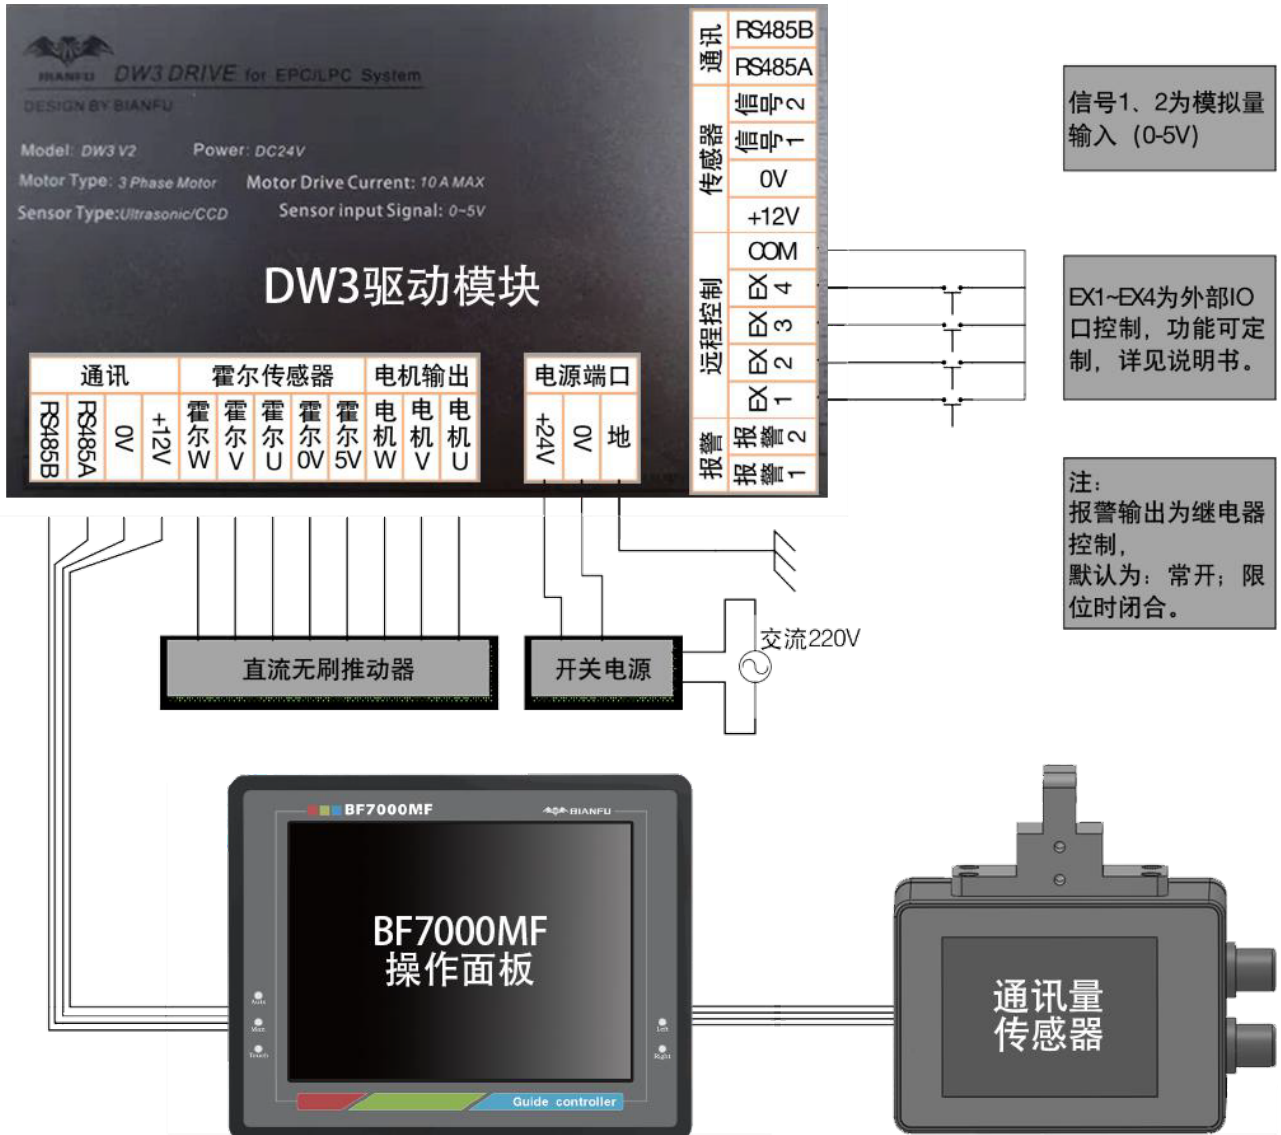 BIANFU DW3 DRIVE for EPC/LPC System
DESIGN BY BIANFU
Model: DW3 V2 Power: DC24V
Motor Type: 3 Phase Motor Motor Drive Current: 10 A MAX
Sensor Type:Ultrasonic/CCD Sensor input Signal: 0~5V
DW3驱动模块
通讯
RS485B
RS485A
传感器
信号2
信号1
0V
+12V
远程控制
COM
EX4
EX3
EX2
EX1
报警
报警2
报警1
通讯
RS485B
RS485A
0V
+12V
霍尔传感器
霍尔W
霍尔V
霍尔U
霍尔0V
霍尔5V
电机输出
电机W
电机V
电机U
电源端口
+24V
0V
地
信号1、2为模拟量
输入（0-5V)
EX1~EX4为外部IO
口控制，功能可定
制，详见说明书。
注：
报警输出为继电器
控制，
默认为：常开；限
位时闭合。
直流无刷推动器
开关电源
交流220V
BF7000MF
BIANFU
BF7000MF
操作面板
Auto
Man
Touch
Left
Right
Guide controller
通讯量
传感器